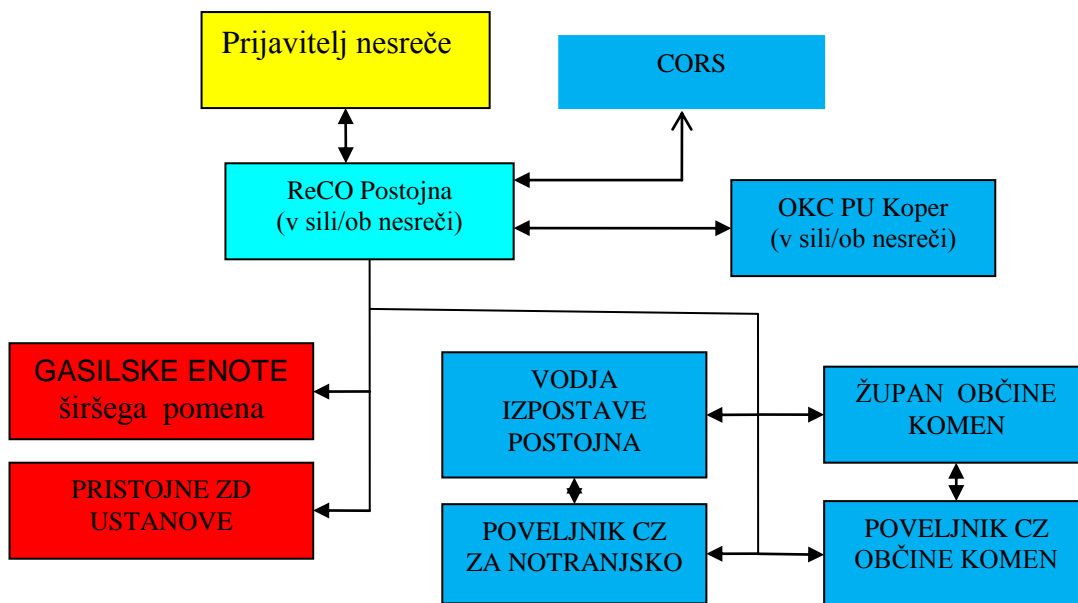 Prijavitelj nesreče
CORS
ReCO Postojna
(v sili/ob nesreči)
OKC PU Koper
(v sili/ob nesreči)
GASILSKE ENOTE
širšega pomena
VODJA
IZPOSTAVE
POSTOJNA
ŽUPAN OBČINE
KOMEN
PRISTOJNE ZD
USTANOVE
POVELJNIK CZ
ZA NOTRANJSKO
POVELJNIK CZ
OBČINE KOMEN